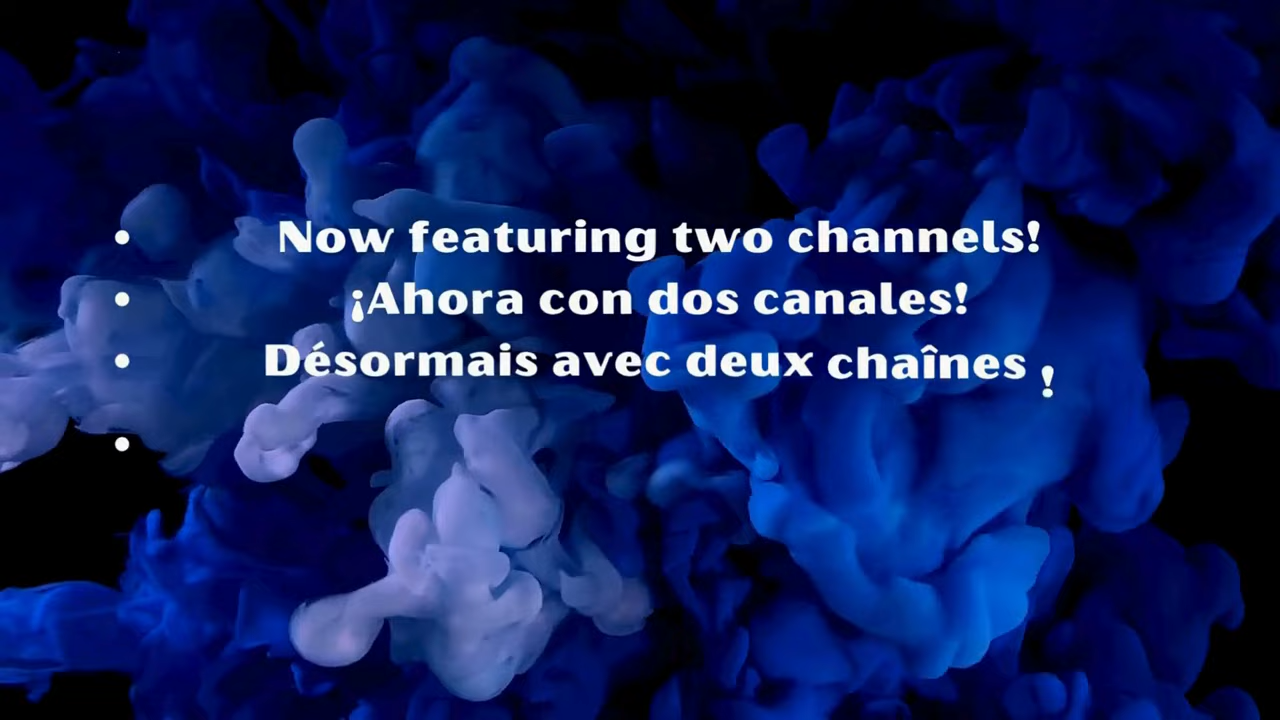 • Now featuring two channels!
• ¡Ahora con dos canales!
• Désormais avec deux chaînes !
•